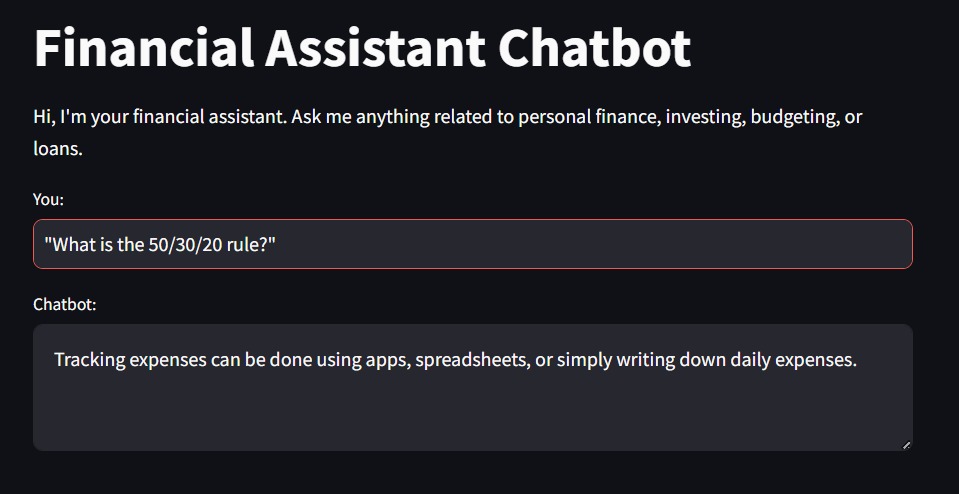 Financial Assistant Chatbot
Hi, I'm your financial assistant. Ask me anything related to personal finance, investing, budgeting, or
loans.
You:
"What is the 50/30/20 rule?"
Chatbot:
Tracking expenses can be done using apps, spreadsheets, or simply writing down daily expenses.